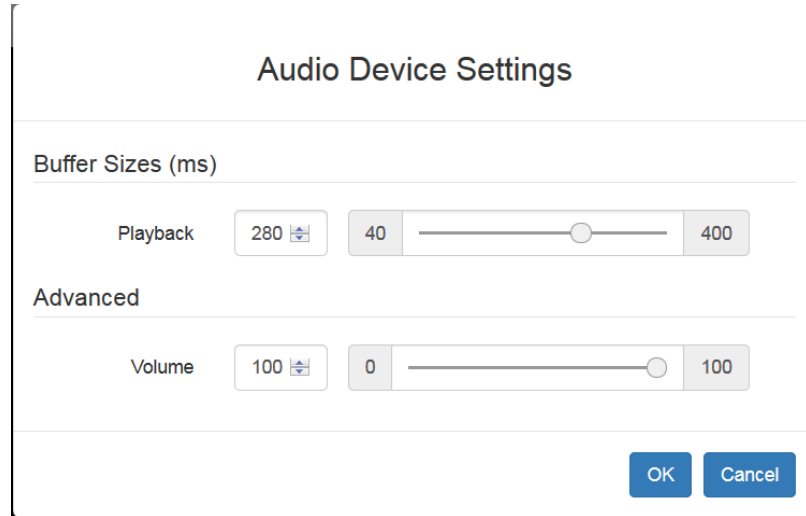 Audio Device Settings
Buffer Sizes (ms)
Playback 280 40 400
Advanced
Volume 100 0 100
OK Cancel